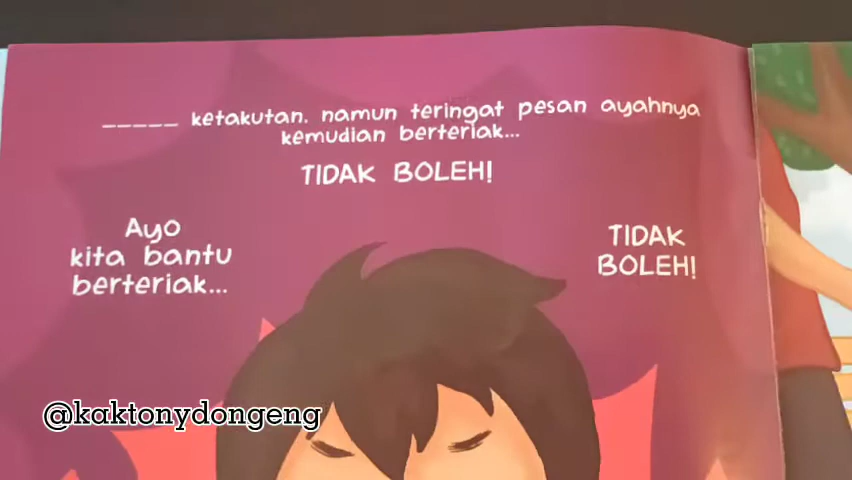 _____ ketakutan. namun teringat pesan ayahnya
kemudian berteriak...
TIDAK BOLEH!
Ayo
kita bantu
berteriak...
TIDAK
BOLEH!
@kaktonydongeng